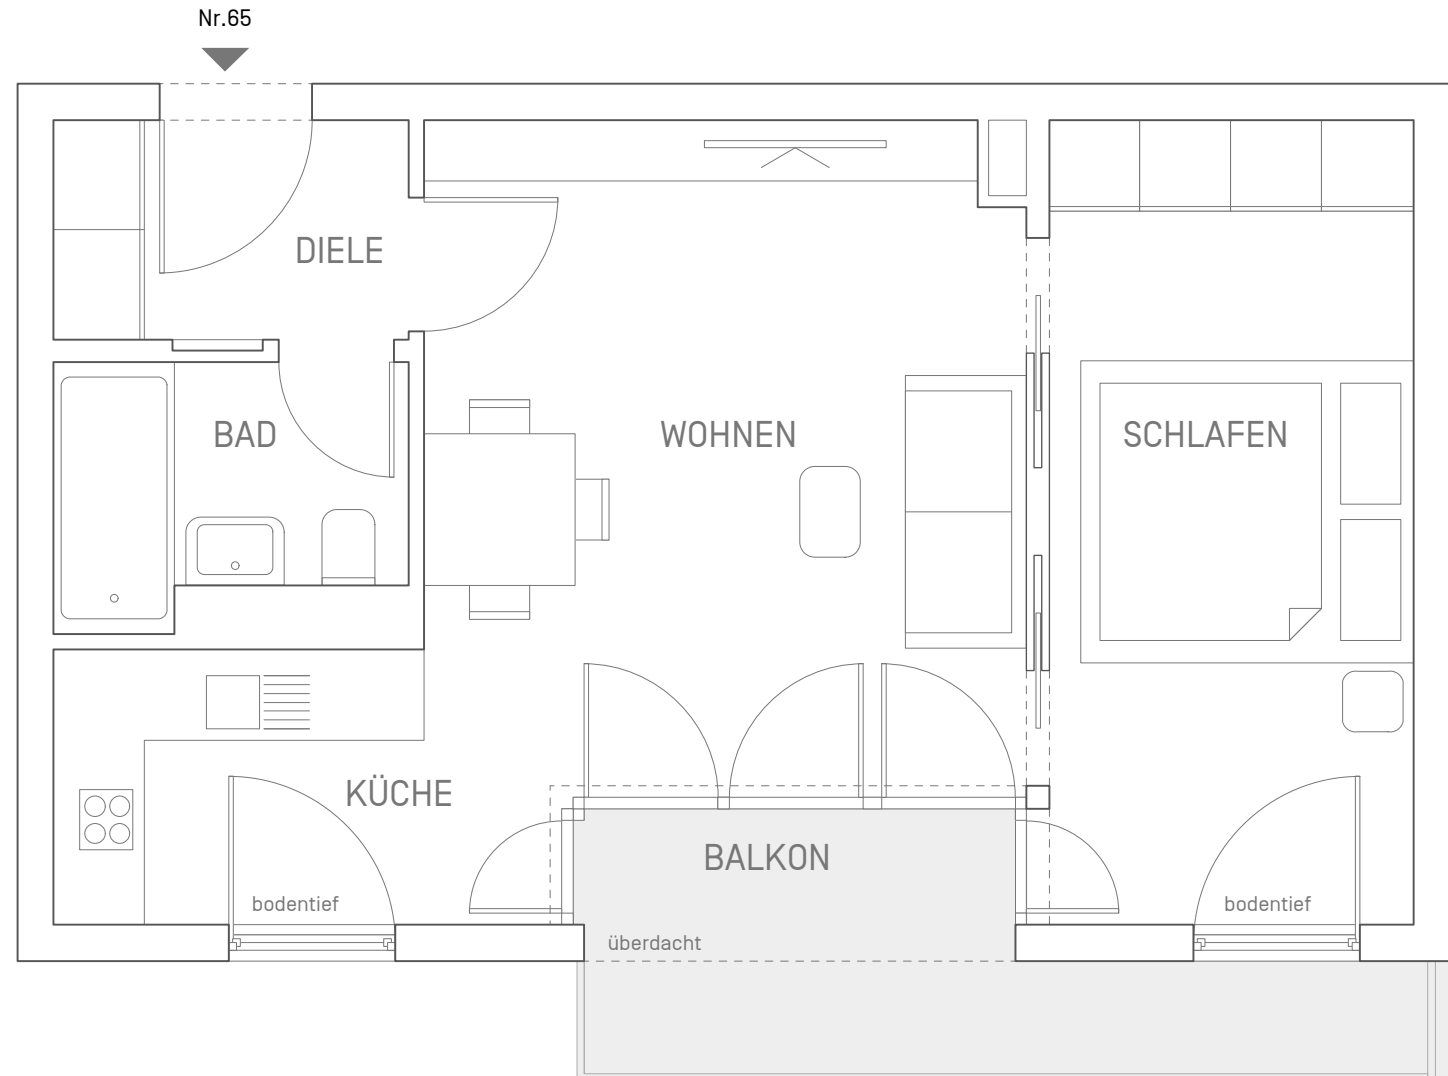 Nr.65
DIELE
BAD
WOHNEN
SCHLAFEN
KÜCHE
BALKON
bodentief
bodentief
überdacht